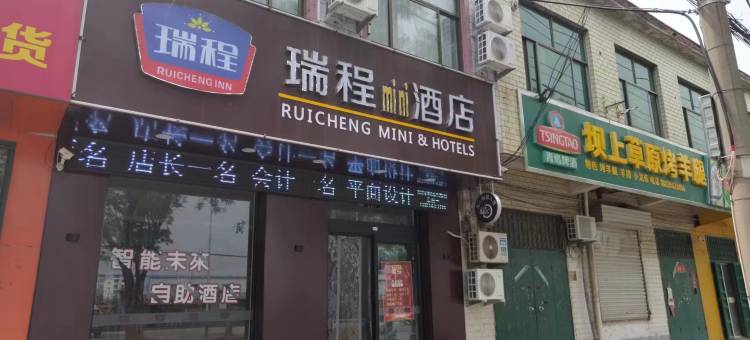 货
瑞程
RUICHENG INN
瑞程mini酒店
RUICHENG MINI & HOTELS
名 店长一名 会计一名 平面设计一
智能未来
自助酒店
TSINGTAO
青岛啤酒
坝上草原烤羊腿